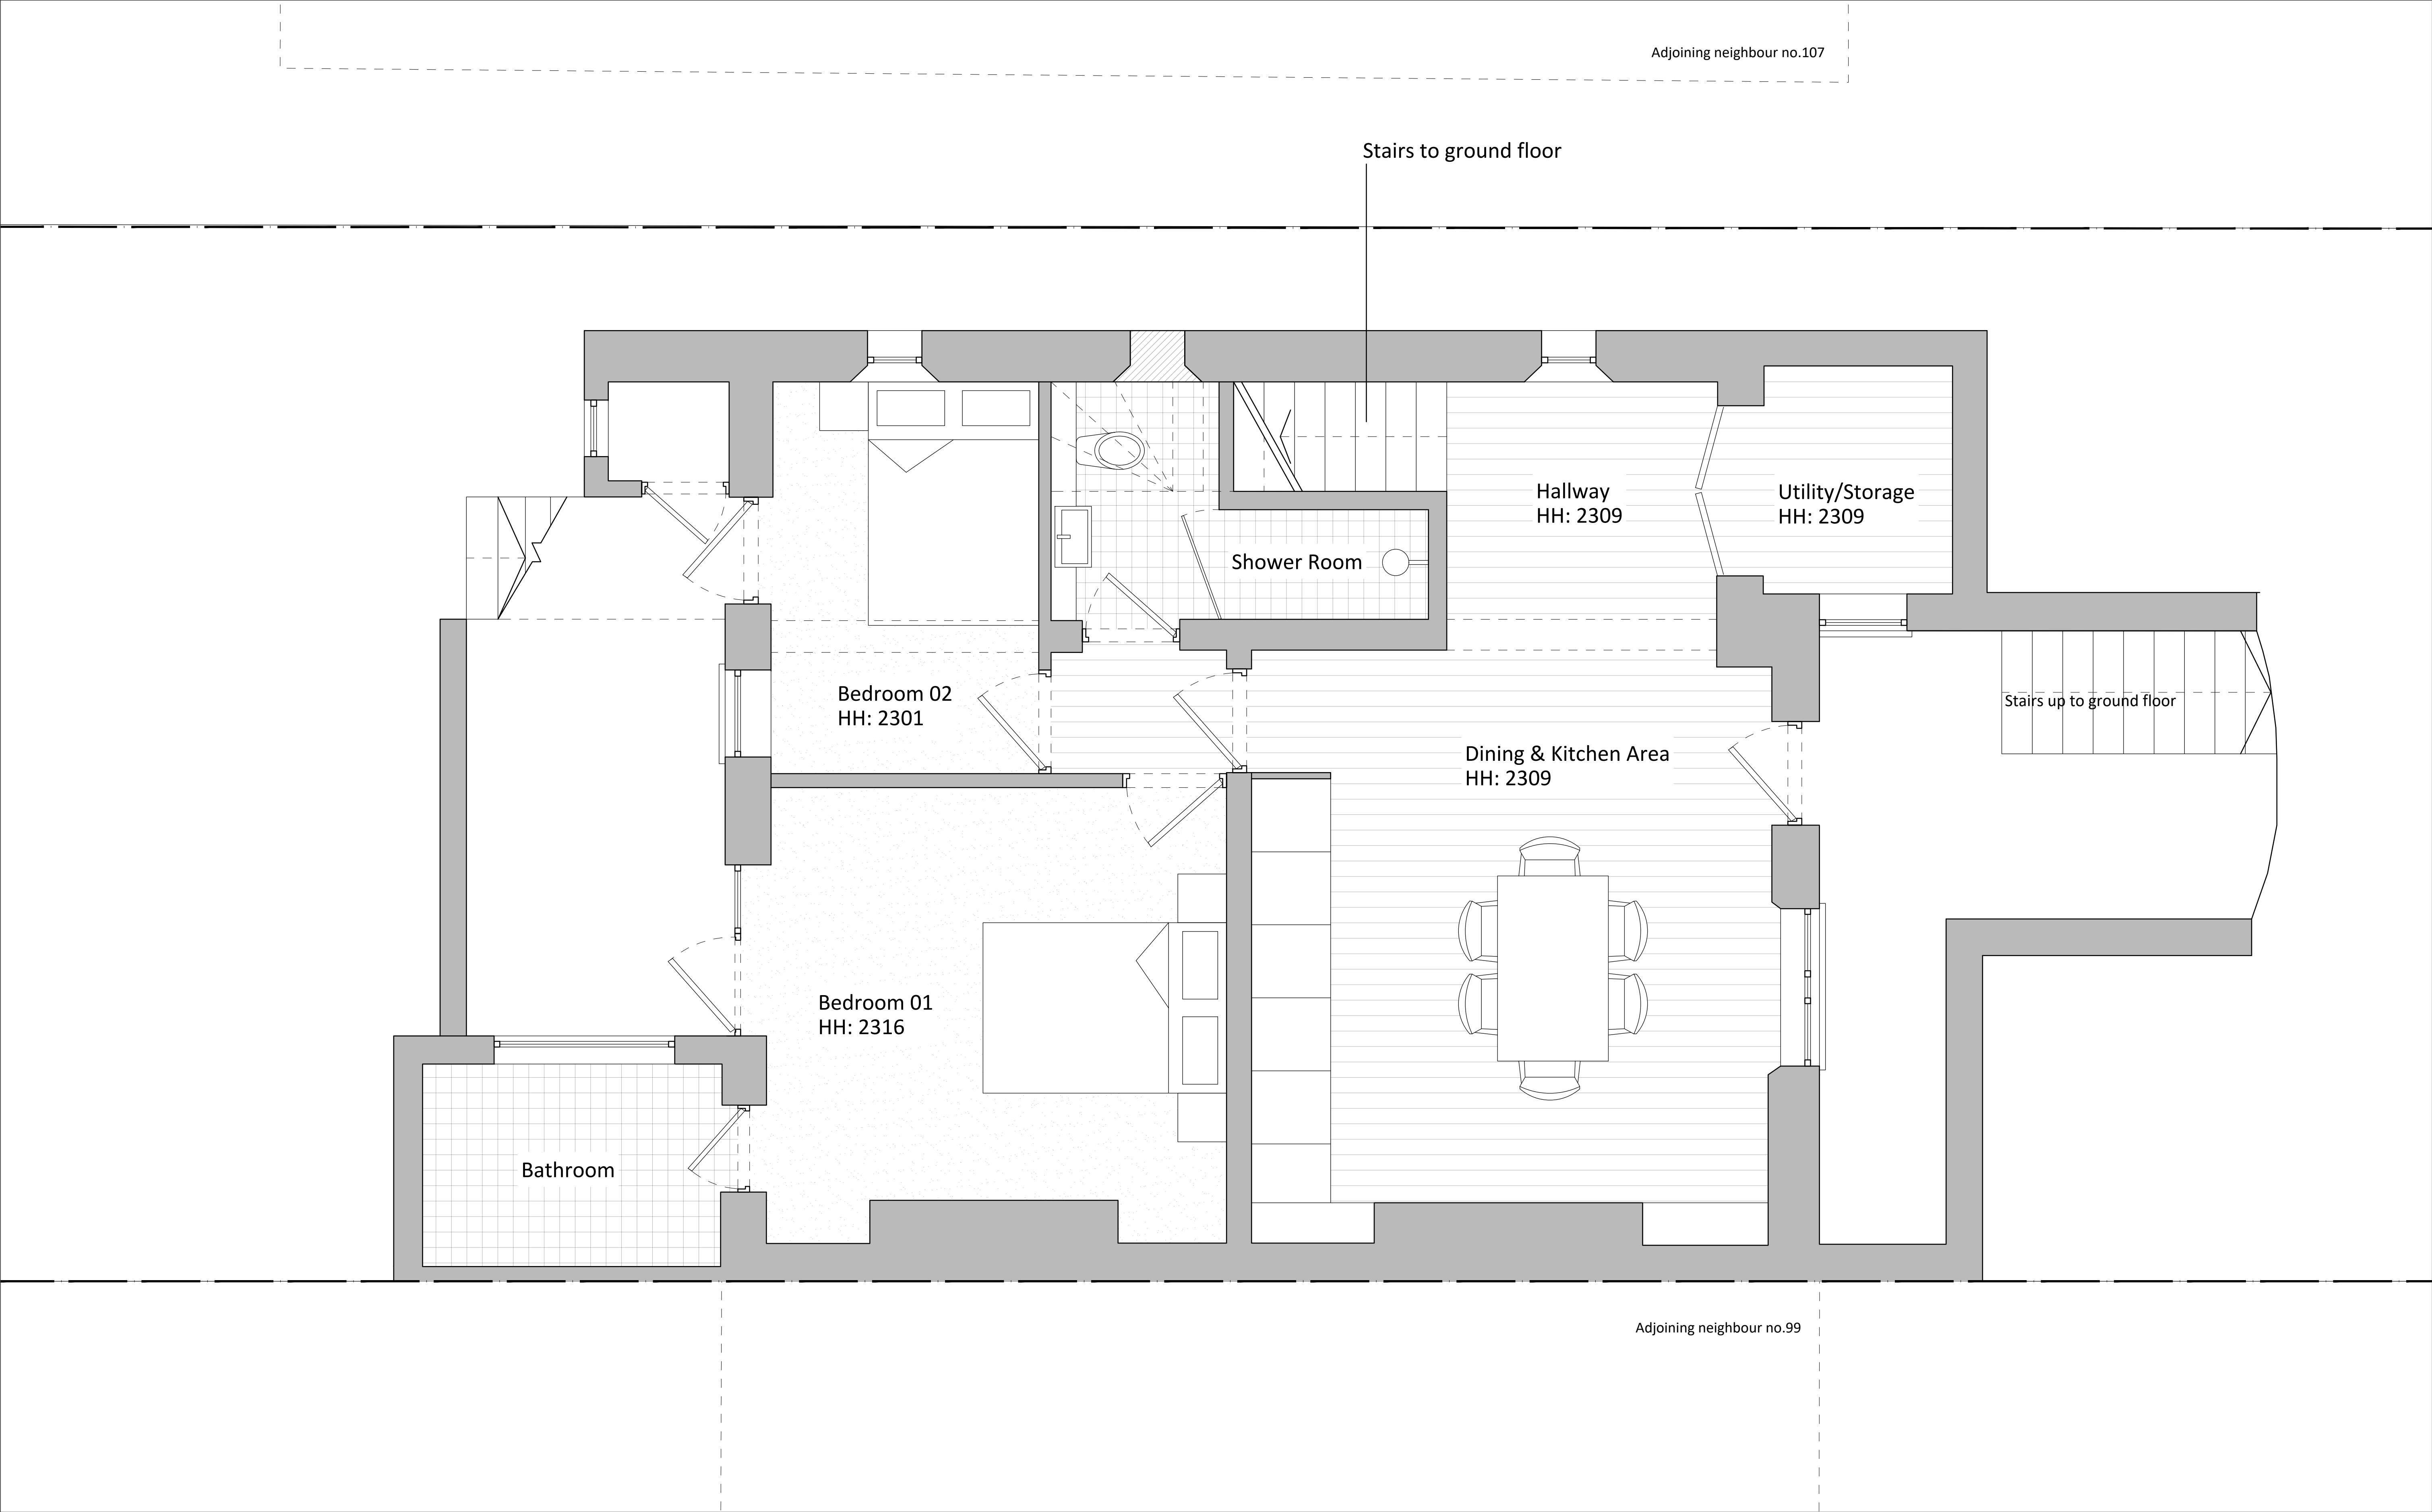 Adjoining neighbour no.107
Stairs to ground floor
Hallway
HH: 2309
Utility/Storage
HH: 2309
Shower Room
Bedroom 02
HH: 2301
Stairs up to ground floor
Dining & Kitchen Area
HH: 2309
Bedroom 01
HH: 2316
Bathroom
Adjoining neighbour no.99